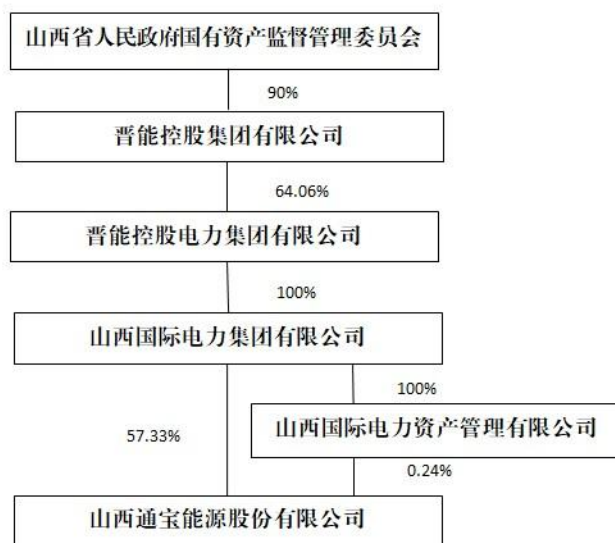 山西省人民政府国有资产监督管理委员会
90%
晋能控股集团有限公司
64.06%
晋能控股电力集团有限公司
100%
山西国际电力集团有限公司
100%
57.33%
山西国际电力资产管理有限公司
0.24%
山西通宝能源股份有限公司